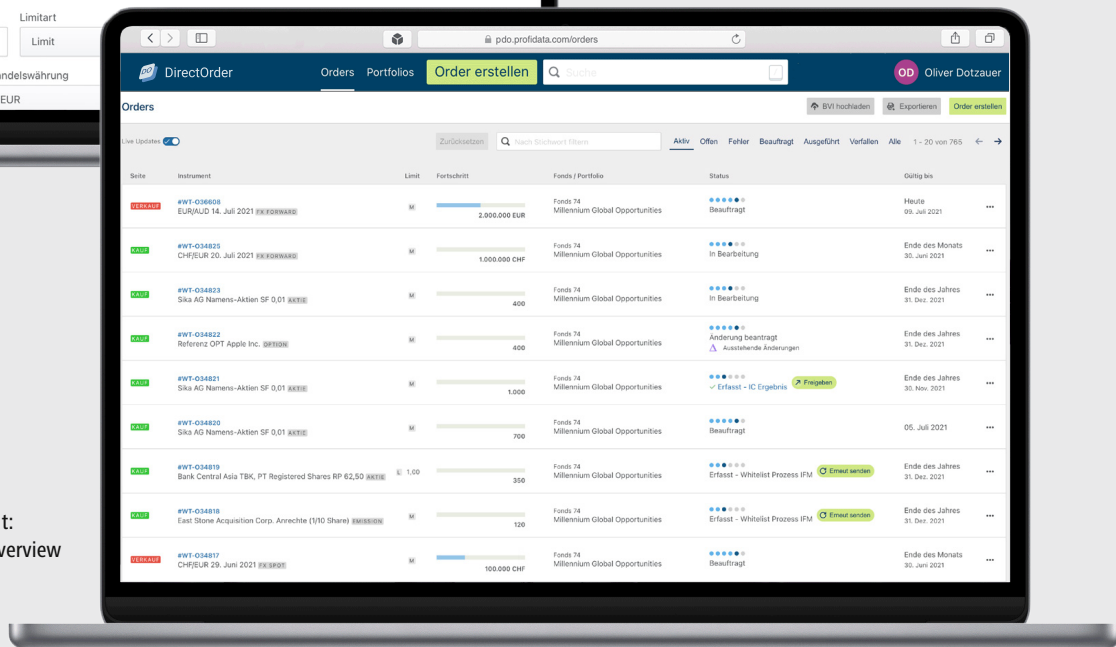 Limitart
Limit
ndelswährung
EUR
t:
verview
pdo.profidata.com/orders
PDO DirectOrder Orders Portfolios Order erstellen Suche / OD Oliver Dotzauer
Orders BVI hochladen Exportieren Order erstellen
Live Updates Zurücksetzen Nach Stichwort filtern Aktiv Offen Fehler Beauftragt Ausgeführt Verfallen Alle 1 - 20 von 765
Seite Instrument Limit Fortschritt Fonds / Portfolio Status Gültig bis
#WT-O36608 Fonds 74 Heute
VERKAUF EUR/AUD 14. Juli 2021 FX FORWARD M 2.000.000 EUR Millennium Global Opportunities Beauftragt 09. Juli 2021
#WT-O34825 Fonds 74 Ende des Monats
KAUF CHF/EUR 20. Juli 2021 FX FORWARD M 1.000.000 CHF Millennium Global Opportunities In Bearbeitung 30. Juni 2021
#WT-O34823 Fonds 74 Ende des Jahres
KAUF Sika AG Namens-Aktien SF 0,01 AKTIE M 400 Millennium Global Opportunities In Bearbeitung 31. Dez. 2021
#WT-O34822 Fonds 74 Ende des Jahres
KAUF Referenz OPT Apple Inc. OPTION M 400 Millennium Global Opportunities Änderung beantragt 31. Dez. 2021
Ausstehende Änderungen
#WT-O34821 Fonds 74 Ende des Jahres
KAUF Sika AG Namens-Aktien SF 0,01 AKTIE M 1.000 Millennium Global Opportunities Erfasst - IC Ergebnis Freigeben 30. Nov. 2021
#WT-O34820 Fonds 74
KAUF Sika AG Namens-Aktien SF 0,01 AKTIE M 700 Millennium Global Opportunities Beauftragt 05. Juli 2021
#WT-O34819 Fonds 74 Ende des Jahres
KAUF Bank Central Asia TBK, PT Registered Shares RP 62,50 AKTIE L 1,00 350 Millennium Global Opportunities Erfasst - Whitelist Prozess IFM Erneut senden 31. Dez. 2021
#WT-O34818 Fonds 74 Ende des Jahres
KAUF East Stone Acquisition Corp. Anrechte (1/10 Share) EMISSION M 120 Millennium Global Opportunities Erfasst - Whitelist Prozess IFM Erneut senden 31. Dez. 2021
#WT-O34817 Fonds 74 Ende des Monats
VERKAUF CHF/EUR 29. Juni 2021 FX SPOT M 100.000 CHF Millennium Global Opportunities Beauftragt 30. Juni 2021